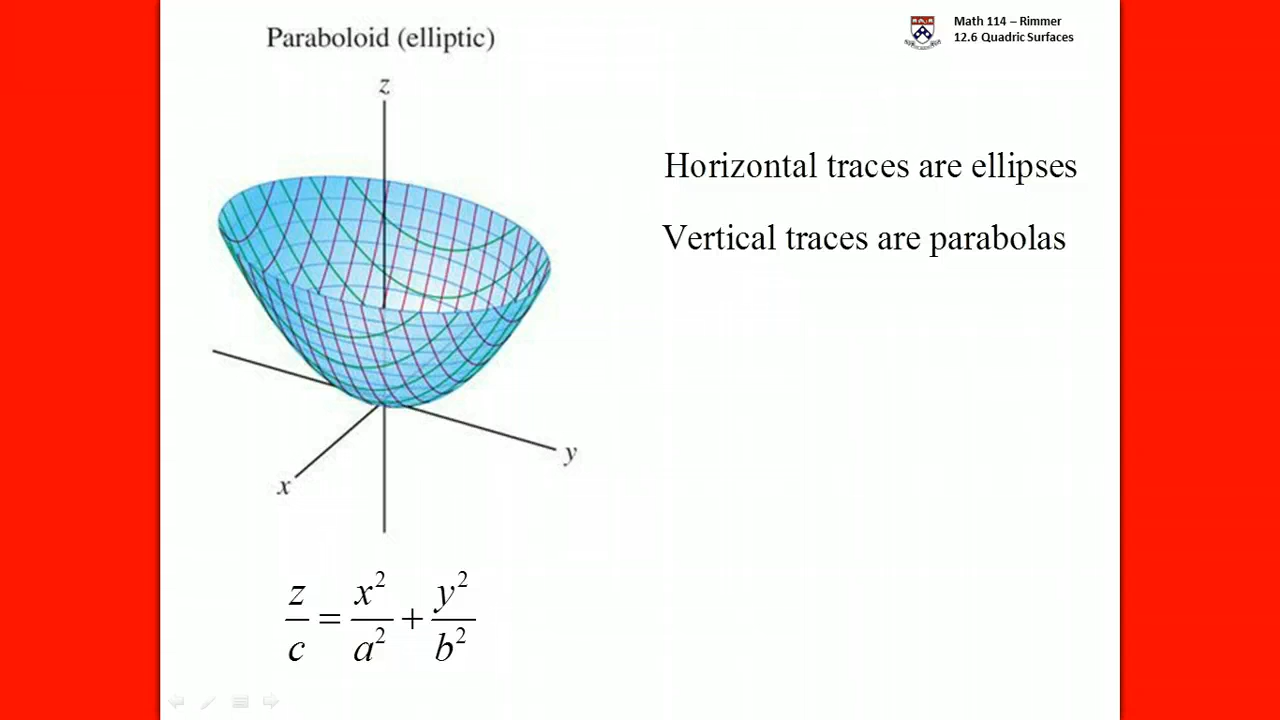 Paraboloid (elliptic)
Math 114 – Rimmer
12.6 Quadric Surfaces
z
Horizontal traces are ellipses
Vertical traces are parabolas
y
x
z/c = x²/a² + y²/b²